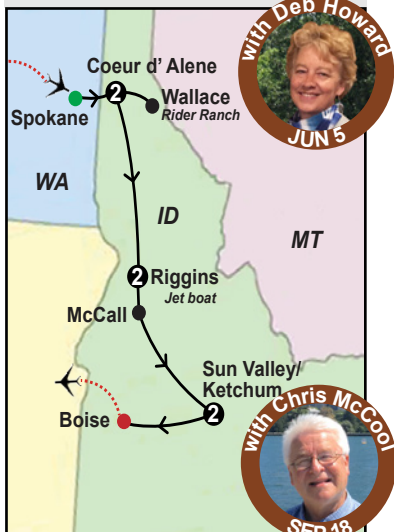 with Deb Howard
JUN 5
Coeur d' Alene
2
Wallace
Rider Ranch
Spokane
WA
ID
MT
2 Riggins
Jet boat
McCall
Sun Valley/
Ketchum
2
Boise
with Chris McCool
SEP 18